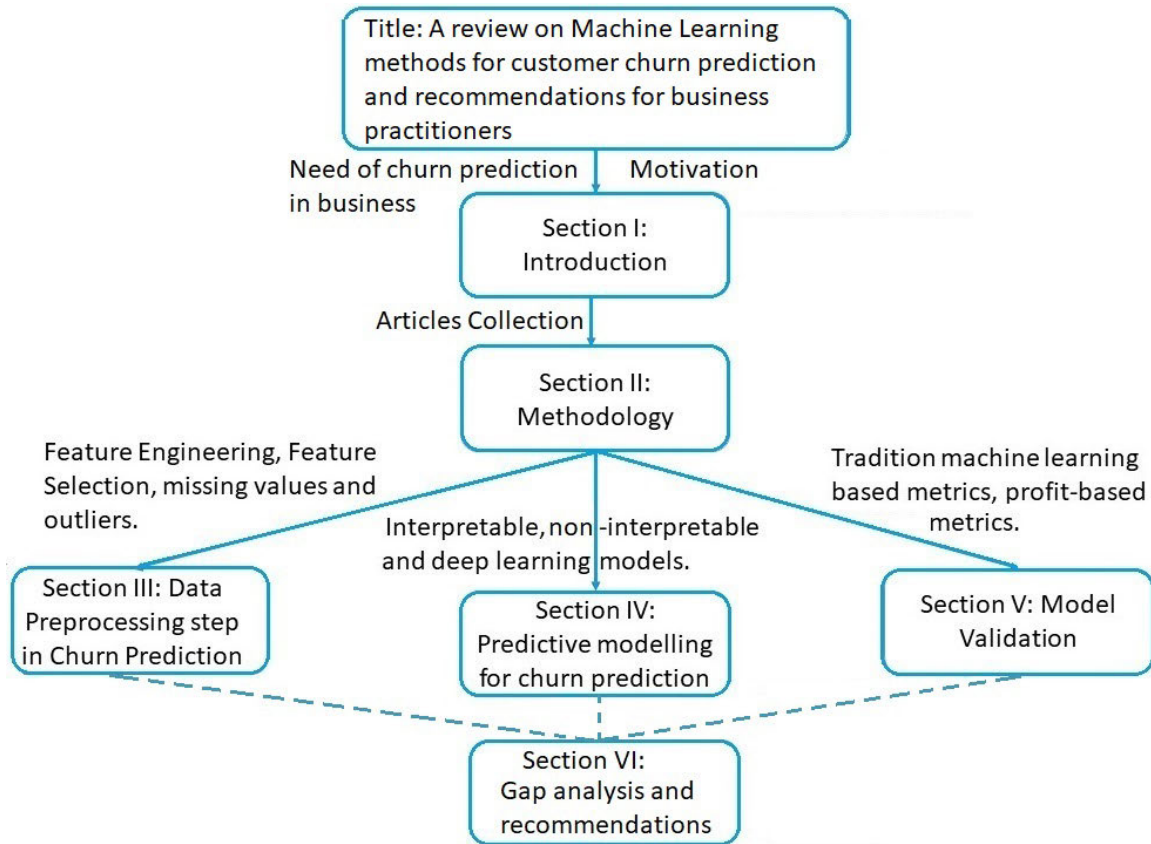 Title: A review on Machine Learning
methods for customer churn prediction
and recommendations for business
practitioners
Need of churn prediction
in business
Motivation
Section I:
Introduction
Articles Collection
Section II:
Methodology
Feature Engineering, Feature
Selection, missing values and
outliers.
Interpretable, non-interpretable
and deep learning models.
Tradition machine learning
based metrics, profit-based
metrics.
Section III: Data
Preprocessing step
in Churn Prediction
Section IV:
Predictive modelling
for churn prediction
Section V: Model
Validation
Section VI:
Gap analysis and
recommendations